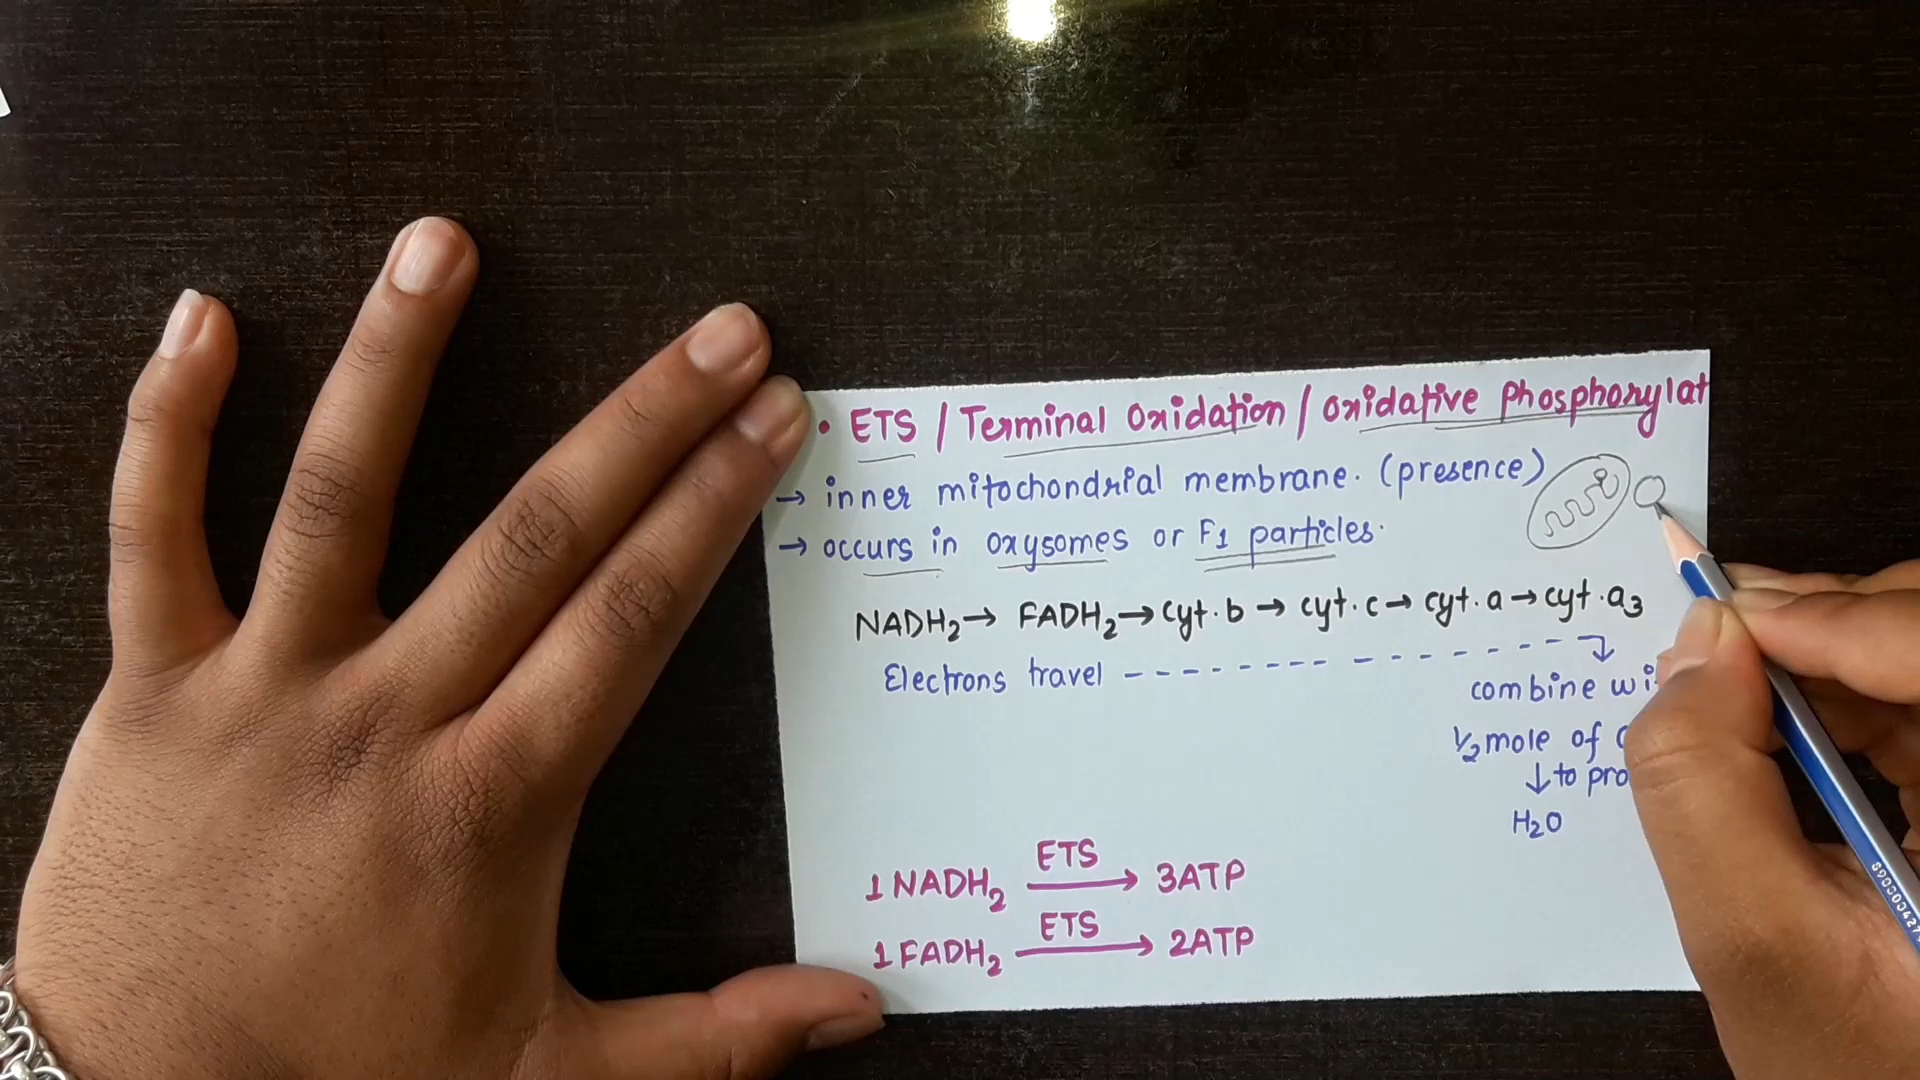 • ETS / Terminal Oxidation / Oxidative Phosphorylat
→ inner mitochondrial membrane. (presence)
→ occurs in oxysomes or F1 particles.
NADH₂ → FADH₂ → cyt.b → cyt.c → cyt.a → cyt.a₃
Electrons travel
combine
½ mole of
↓ to
H₂O
1 NADH₂ ETS → 3ATP
1 FADH₂ ETS → 2ATP